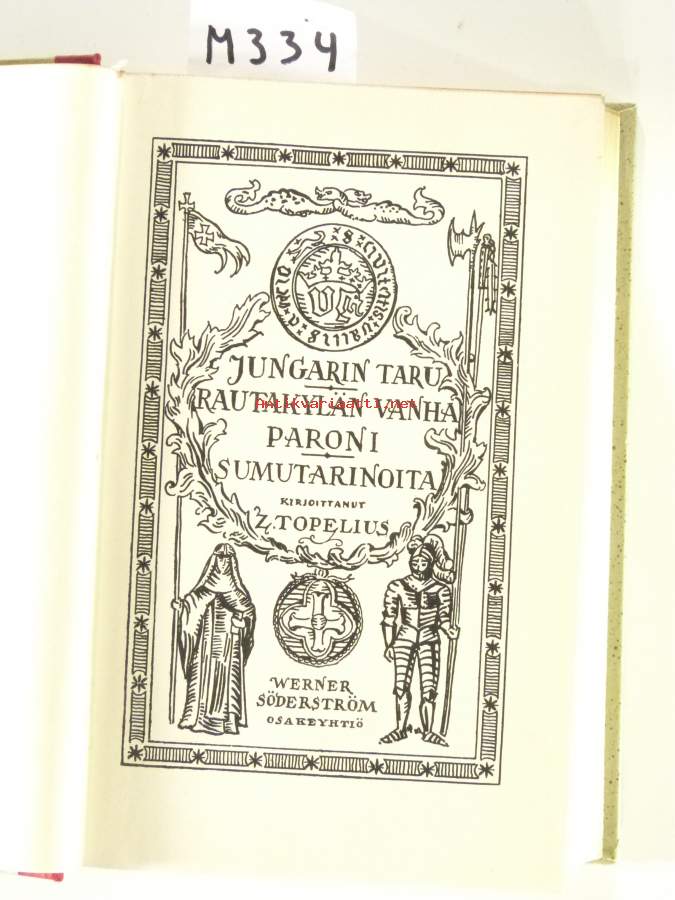 M334
JUNGARIN TARU
RAUTAKYLÄN VANHA
Antikvariaatti.net
PARONI
SUMUTARINOITA
KIRJOITTANUT
Z. TOPELIUS
WERNER
SÖDERSTRÖM
OSAKEYHTIÖ